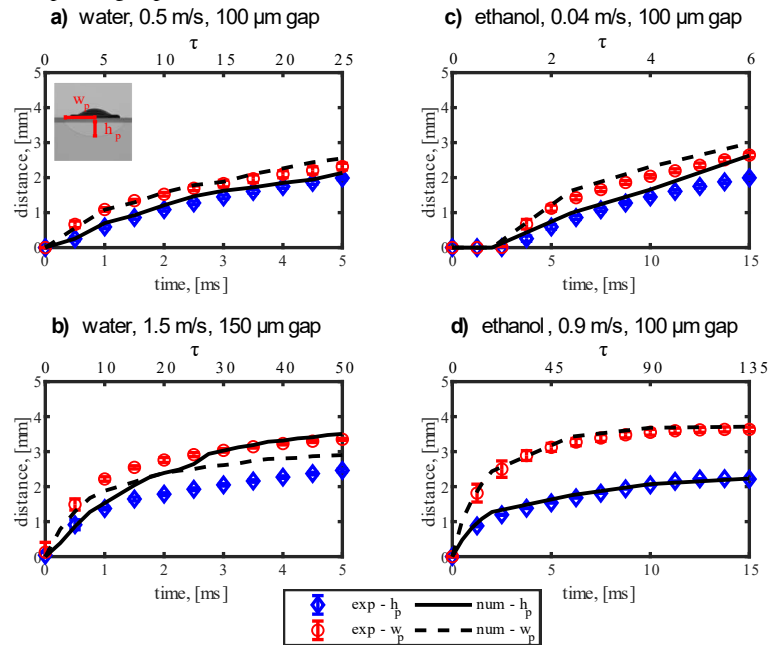 a) water, 0.5 m/s, 100 µm gap
τ
0 5 10 15 20 25
5
4
3
2
1
0
distance, [mm]
w_p
h_p
0 1 2 3 4 5
time, [ms]
c) ethanol, 0.04 m/s, 100 µm gap
τ
0 2 4 6
5
4
3
2
1
0
distance, [mm]
0 5 10 15
time, [ms]
b) water, 1.5 m/s, 150 µm gap
τ
0 10 20 30 40 50
5
4
3
2
1
0
distance, [mm]
0 1 2 3 4 5
time, [ms]
d) ethanol, 0.9 m/s, 100 µm gap
τ
0 45 90 135
5
4
3
2
1
0
distance, [mm]
0 5 10 15
time, [ms]
exp - h_p num - h_p
exp - w_p num - w_p